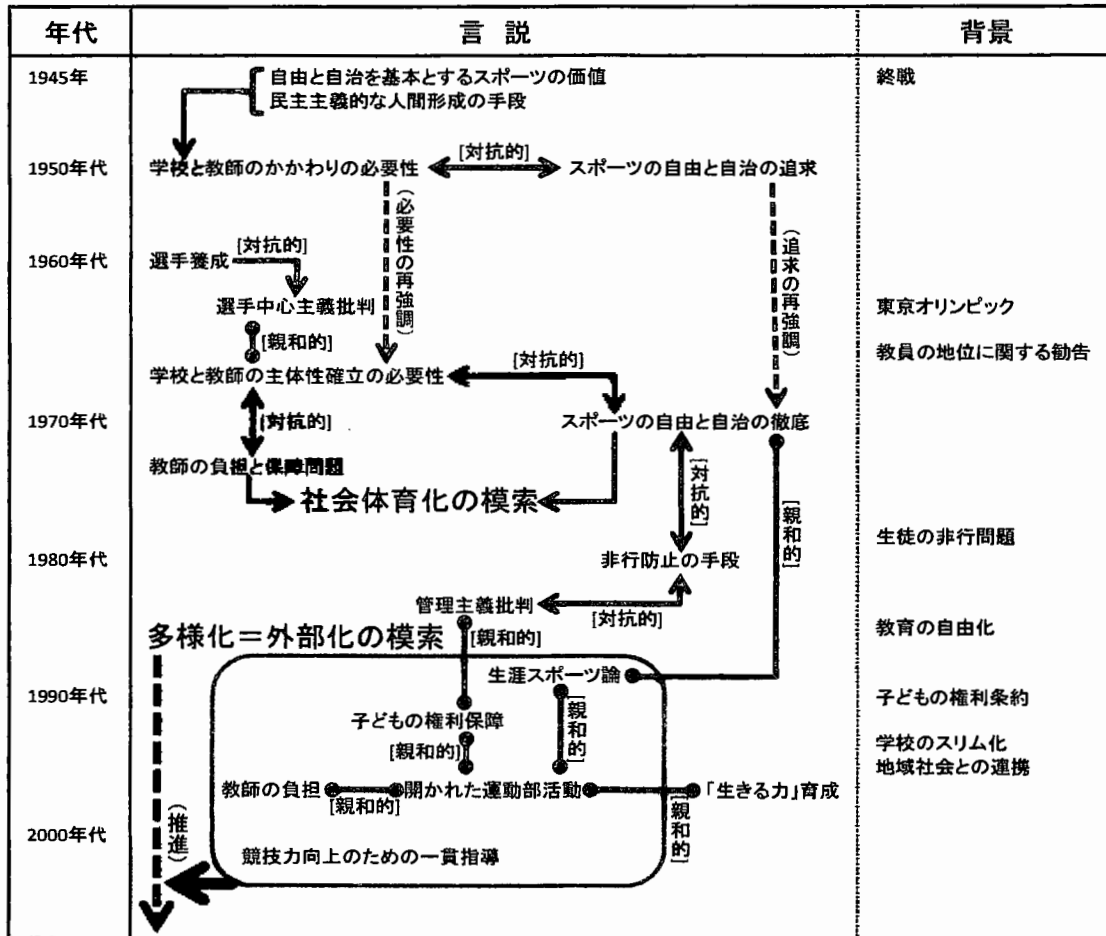 年代 言説 背景
1945年 自由と自治を基本とするスポーツの価値 終戦
民主主義的な人間形成の手段
[対抗的]
1950年代 学校と教師のかかわりの必要性 スポーツの自由と自治の追求
(必要性の再強調)
(追求の再強調)
[対抗的]
1960年代 選手養成
選手中心主義批判 東京オリンピック
[親和的]
教員の地位に関する勧告
[対抗的]
学校と教師の主体性確立の必要性
1970年代 [対抗的] スポーツの自由と自治の徹底
教師の負担と保障問題
[対抗的]
[親和的]
社会体育化の模索
生徒の非行問題
1980年代 非行防止の手段
管理主義批判
[対抗的]
教育の自由化
多様化=外部化の模索 [親和的]
生涯スポーツ論
1990年代 子どもの権利条約
[親和的]
子どもの権利保障
[親和的]
学校のスリム化
地域社会との連携
教師の負担 開かれた運動部活動 「生きる力」育成
[親和的]
[親和的]
2000年代 (推進)
競技力向上のための一貫指導